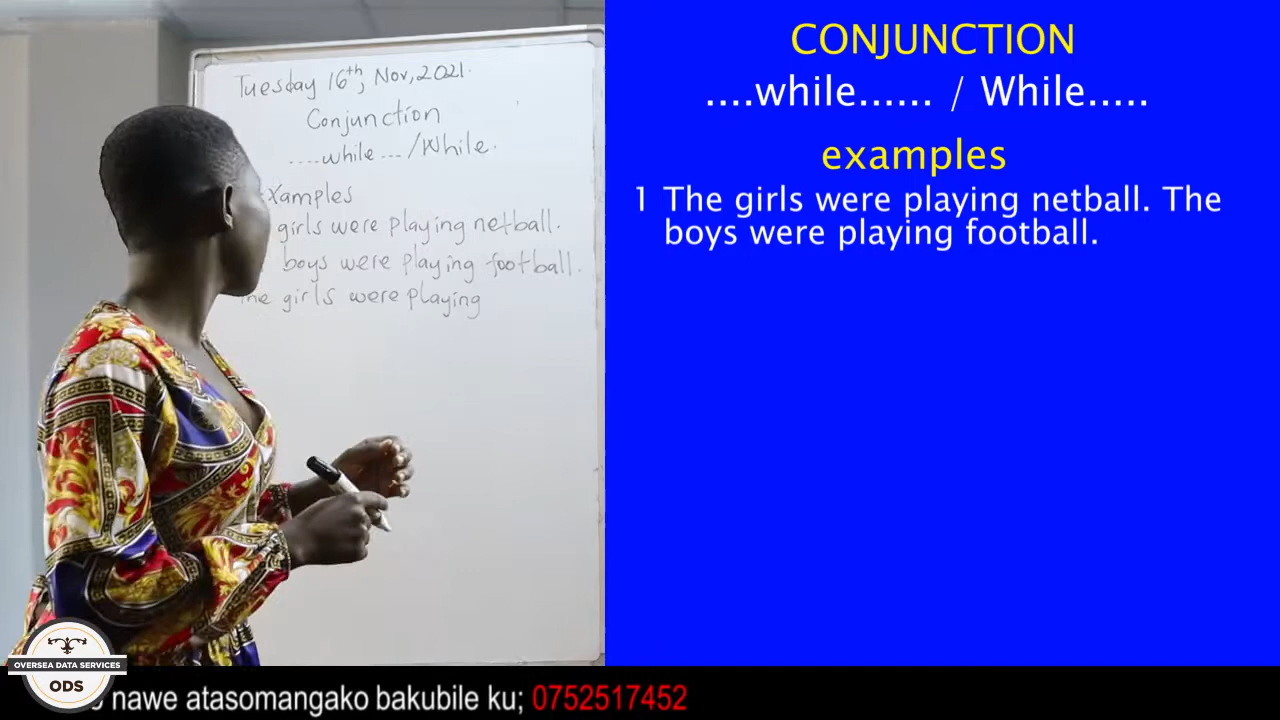 Tuesday 16th, Nov, 2021.
Conjunction
....while.... /While.
Examples
girls were playing netball.
boys were playing football.
The girls were playing
CONJUNCTION
....while...... / While.....
examples
1 The girls were playing netball. The
boys were playing football.
OVERSEA DATA SERVICES
ODS
nawe atasomangako bakubile ku; 0752517452